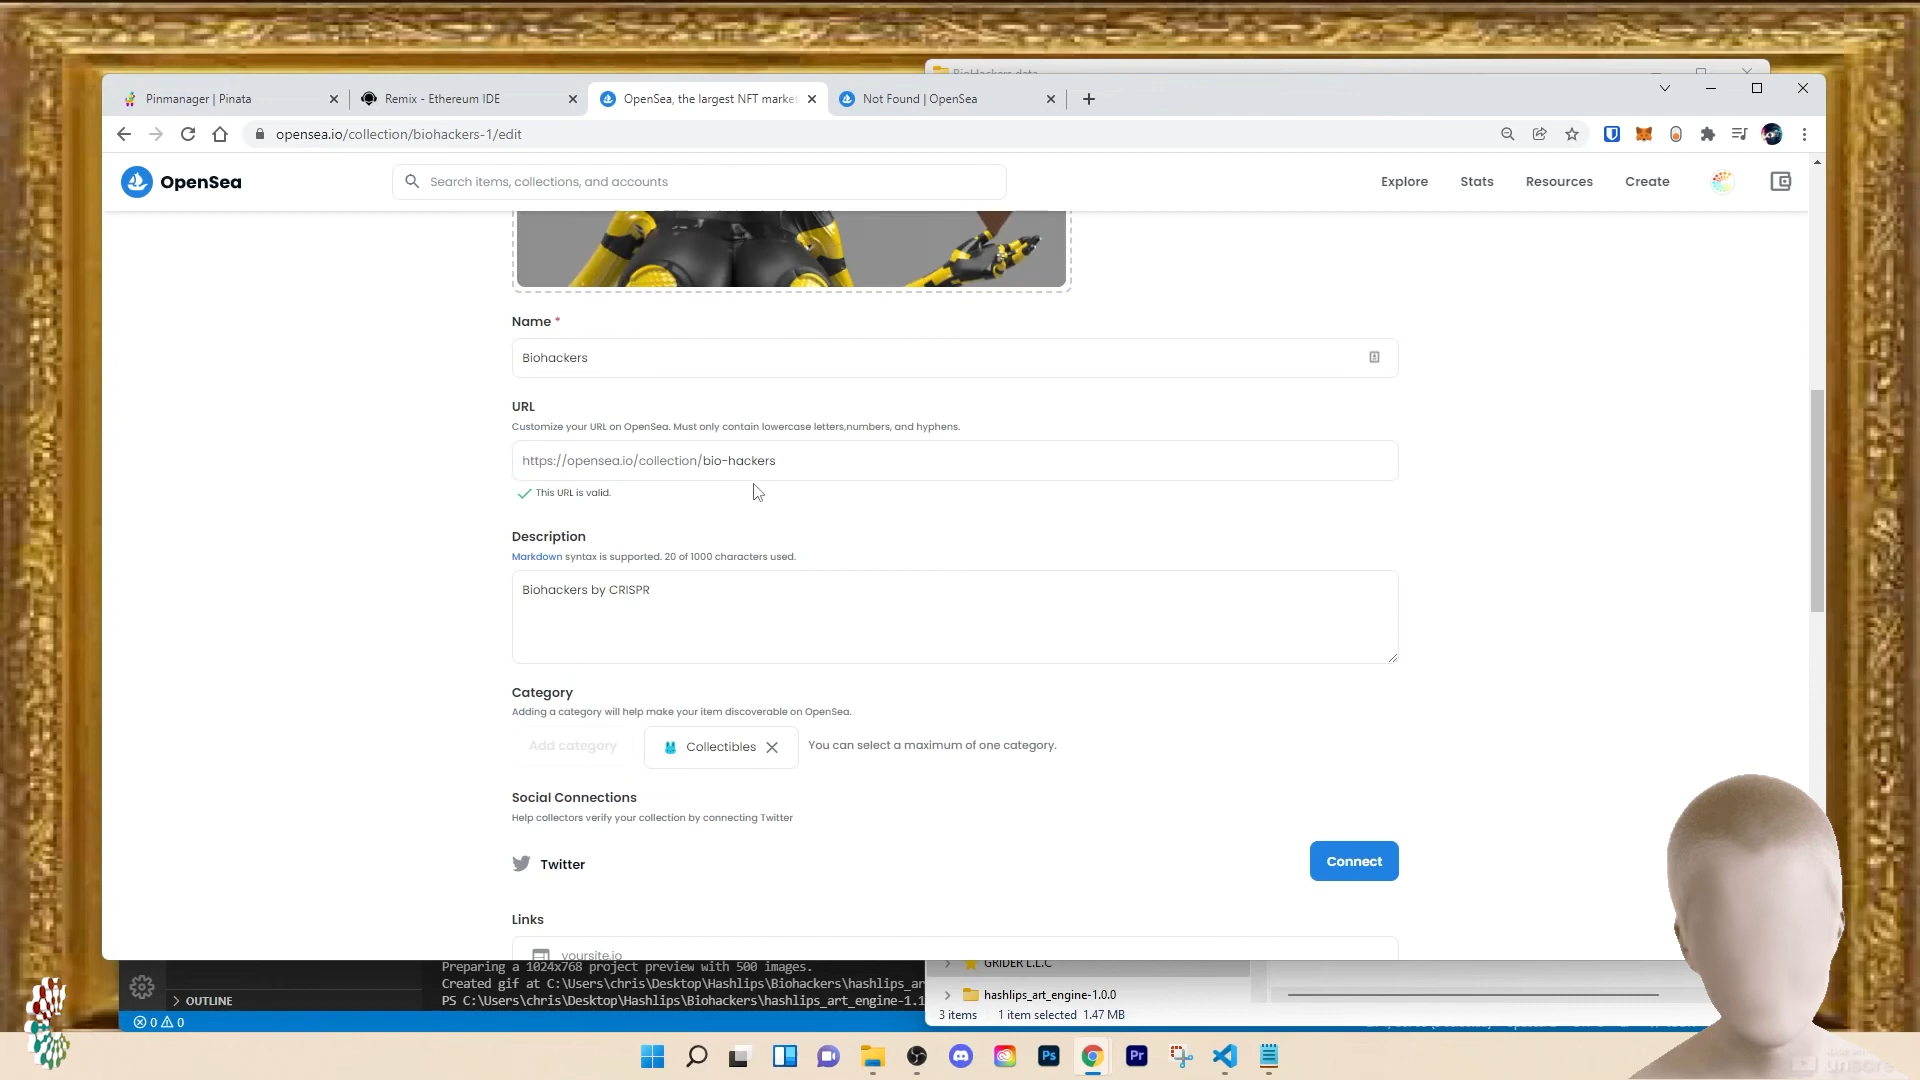 BioHackers data
Pinmanager | Pinata
Remix - Ethereum IDE
OpenSea, the largest NFT market
Not Found | OpenSea
opensea.io/collection/biohackers-1/edit
OpenSea
Search items, collections, and accounts
Explore
Stats
Resources
Create
Name *
Biohackers
URL
Customize your URL on OpenSea. Must only contain lowercase letters,numbers, and hyphens.
https://opensea.io/collection/bio-hackers
This URL is valid.
Description
Markdown syntax is supported. 20 of 1000 characters used.
Biohackers by CRISPR
Category
Adding a category will help make your item discoverable on OpenSea.
Add category
Collectibles
You can select a maximum of one category.
Social Connections
Help collectors verify your collection by connecting Twitter
Twitter
Connect
Links
yoursite.io
Preparing a 1024x768 project preview with 500 images.
Created gif at C:\Users\chris\Desktop\Hashlips\Biohackers\hashlips_ar
PS C:\Users\chris\Desktop\Hashlips\Biohackers\hashlips_art_engine-1.1
OUTLINE
0 0
GRIDER L.L.C
hashlips_art_engine-1.0.0
3 items 1 item selected 1.47 MB
Ps
Pr